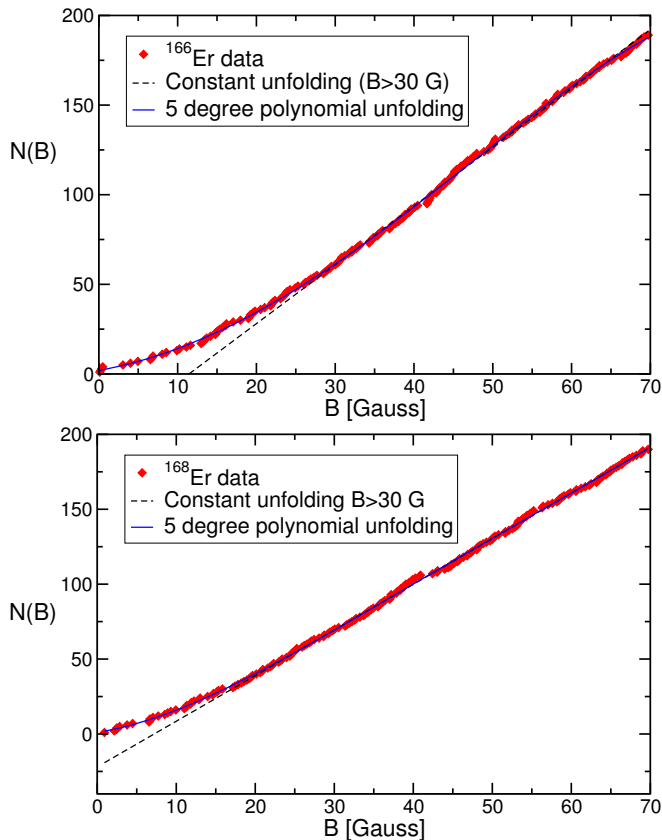 200
150
N(B) 100
50
0
0 10 20 30 40 50 60 70
B [Gauss]
166Er data
Constant unfolding (B>30 G)
5 degree polynomial unfolding
200
150
N(B) 100
50
0
0 10 20 30 40 50 60 70
B [Gauss]
168Er data
Constant unfolding B>30 G
5 degree polynomial unfolding